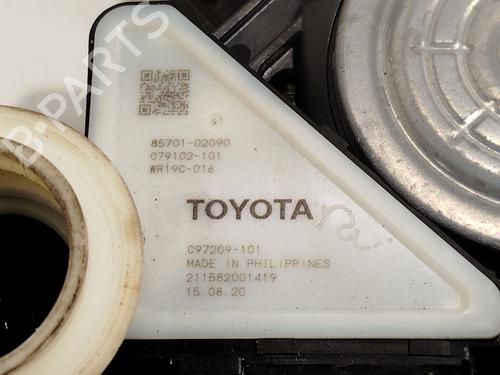 B-PARTS
85701-02090
C79102-101
WR19C-016
TOYOTA
C97209-101
MADE IN PHILIPPINES
211582001419
15.08.20